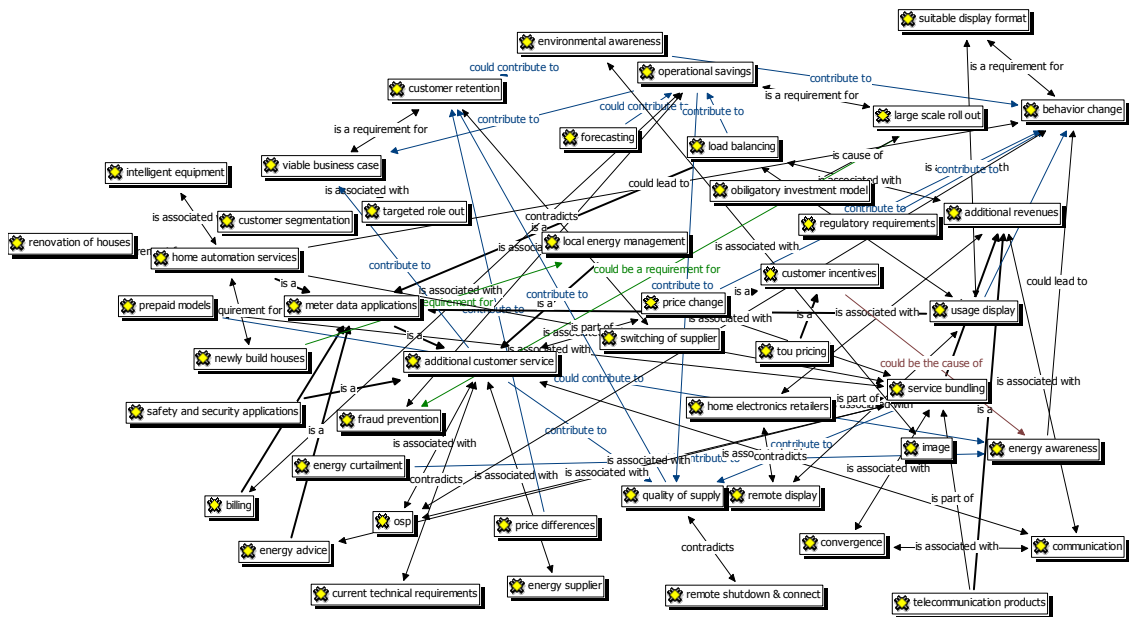 suitable display format
environmental awareness
could contribute to
operational savings
is a requirement for
customer retention
contribute to
could contribute to
is a requirement for
behavior change
contribute to
contribute to
large scale roll out
is a requirement for
forecasting
load balancing
viable business case
is cause of
contribute to
intelligent equipment
is associated with
could lead to
obiligatory investment model
contribute to
customer segmentation
targeted role out
contradicts
regulatory requirements
additional revenues
is a
renovation of houses
local energy management
is associated with
home automation services
contribute to
could be a requirement for
customer incentives
could lead to
is associated with
contribute to
is a
prepaid models
meter data applications
contribute to
price change
usage display
is part of
is associated with
switching of supplier
is a
tou pricing
newly build houses
additional customer service
could be the cause of
could contribute to
is a
service bundling
is associated with
safety and security applications
fraud prevention
home electronics retailers
is part of
is a
is a
contribute to
is associated with
contribute to
image
energy awareness
contradicts
energy curtailment
is associated with
is associated with
is associated with
contradicts
billing
quality of supply
remote display
is part of
osp
price differences
energy advice
contradicts
convergence
is associated with
communication
current technical requirements
energy supplier
remote shutdown & connect
telecommunication products